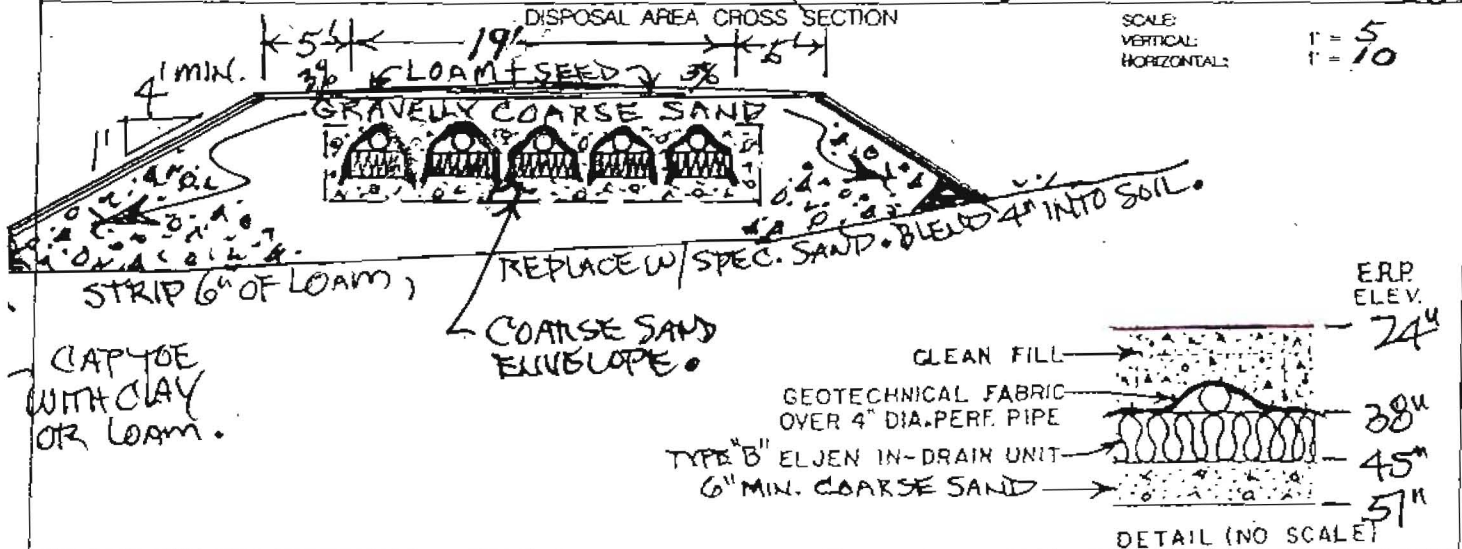 DISPOSAL AREA CROSS SECTION
SCALE:
VERTICAL: 1" = 5
HORIZONTAL: 1" = 10
5' 19' 5'
4' MIN.
3% LOAM + SEED 3%
GRAVELLY COARSE SAND
1"
STRIP 6" OF LOAM, REPLACE W/ SPEC. SAND. BLEND 4" INTO SOIL.
COARSE SAND
ENVELOPE.
CAP TOE
WITH CLAY
OR LOAM.
E.R.P.
ELEV.
CLEAN FILL 24"
GEOTECHNICAL FABRIC
OVER 4" DIA. PERF. PIPE 38"
TYPE "B" ELJEN IN-DRAIN UNIT 45"
6" MIN. COARSE SAND 51"
DETAIL (NO SCALE)